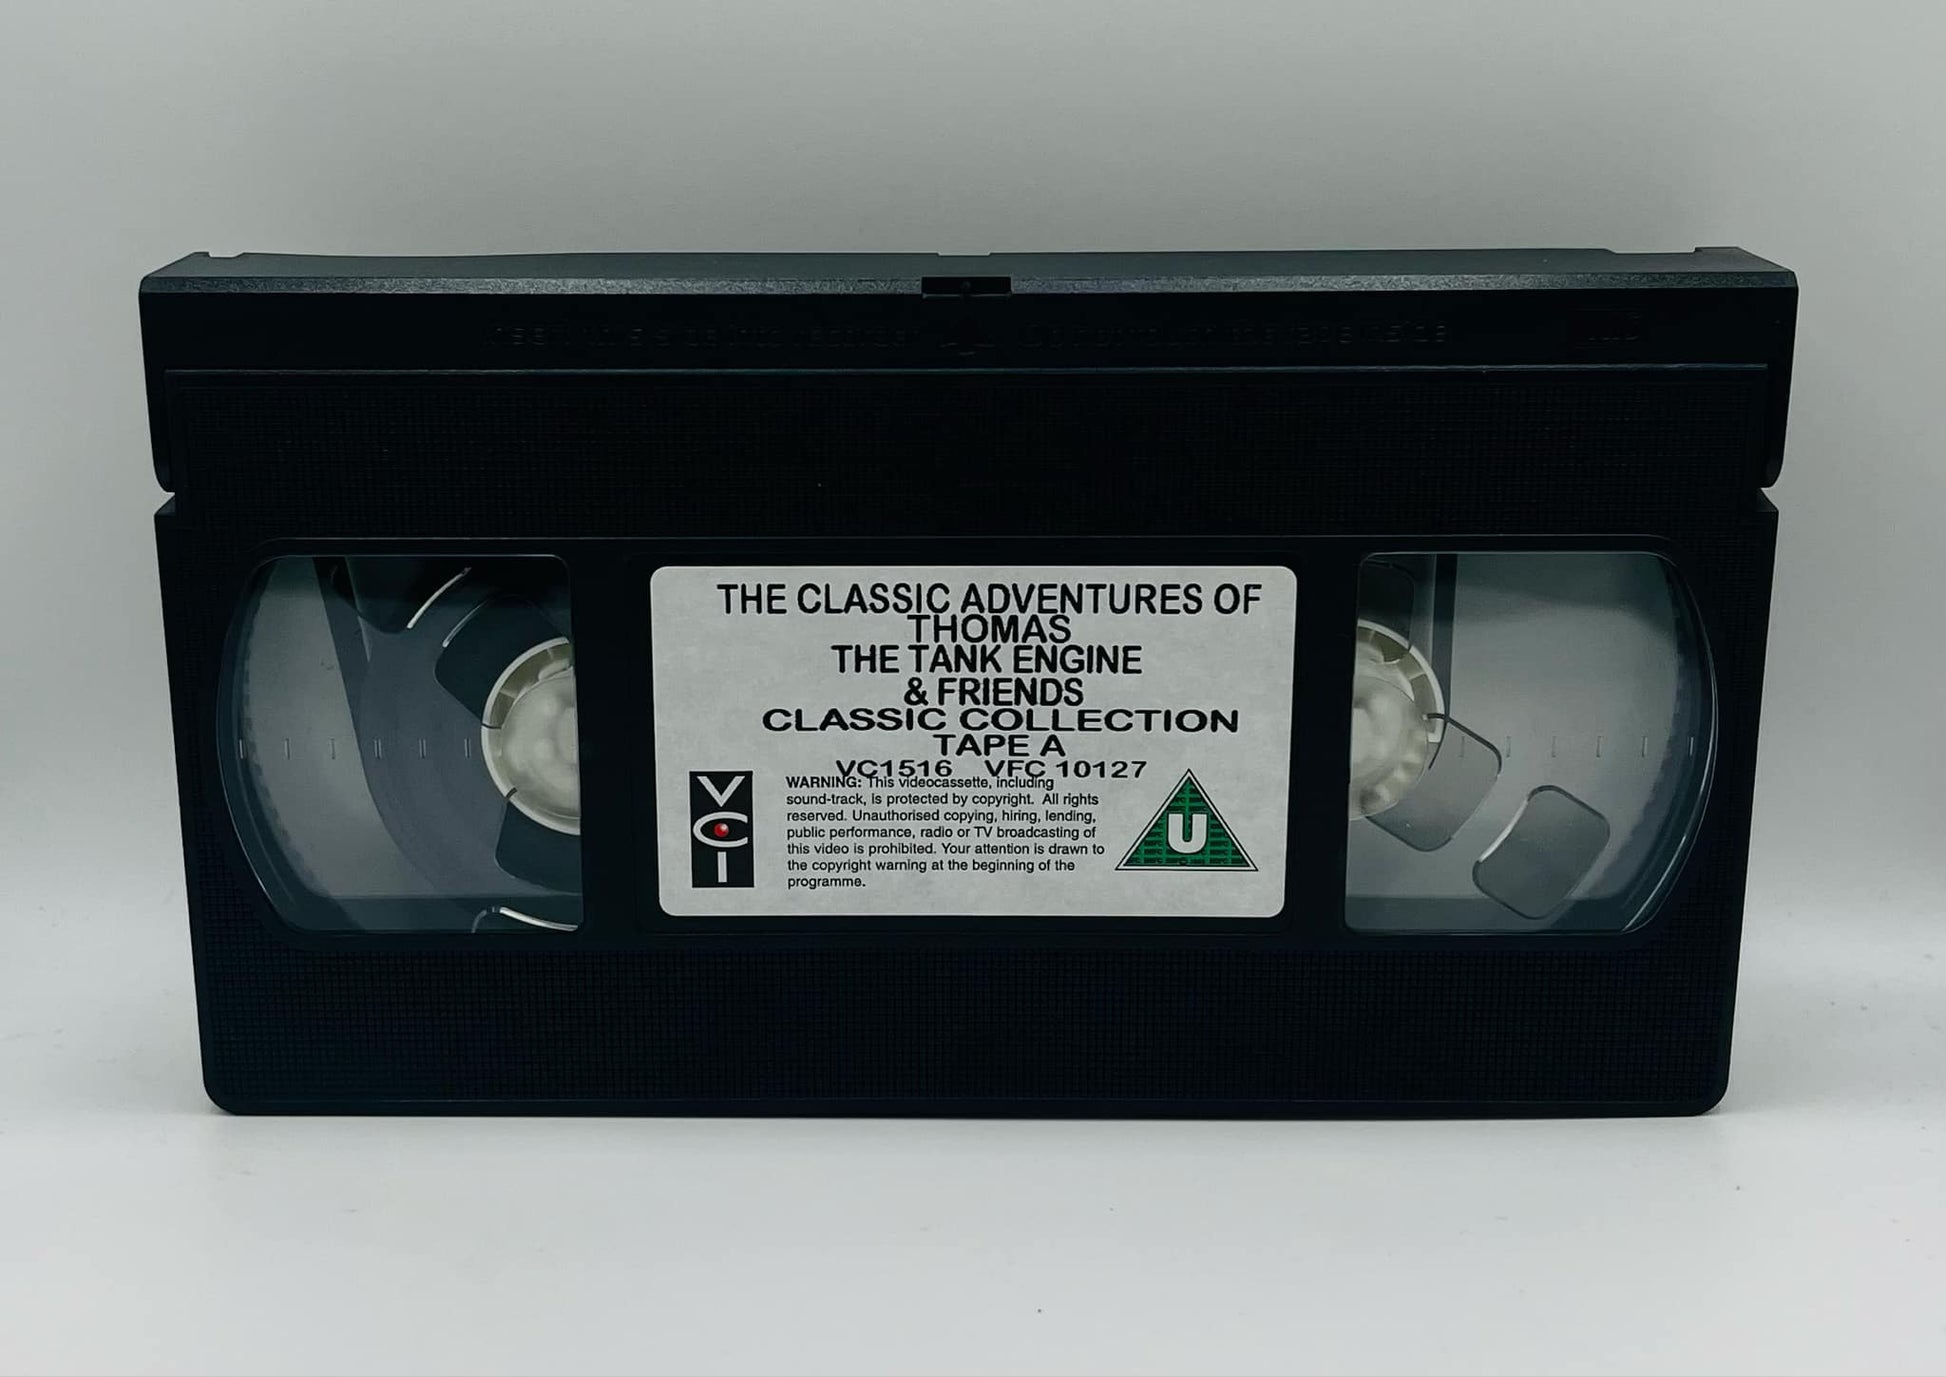 THE CLASSIC ADVENTURES OF
THOMAS
THE TANK ENGINE
& FRIENDS
CLASSIC COLLECTION
TAPE A
VC1516 VFC 10127
VCI
WARNING: This videocassette, including
sound-track, is protected by copyright. All rights
reserved. Unauthorised copying, hiring, lending,
public performance, radio or TV broadcasting of
this video is prohibited. Your attention is drawn to
the copyright warning at the beginning of the
programme.
U